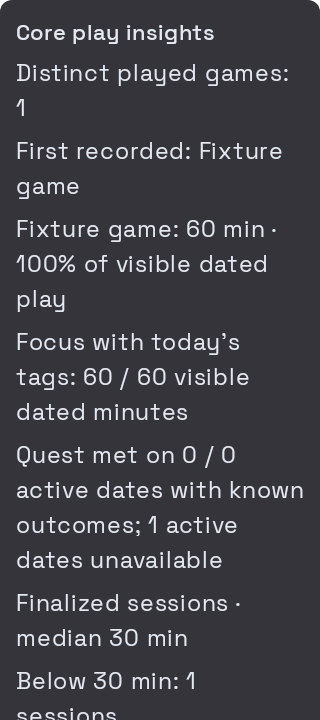 Core play insights
Distinct played games:
1
First recorded: Fixture
game
Fixture game: 60 min ·
100% of visible dated
play
Focus with today’s
tags: 60 / 60 visible
dated minutes
Quest met on 0 / 0
active dates with known
outcomes; 1 active
dates unavailable
Finalized sessions ·
median 30 min
Below 30 min: 1
sessions